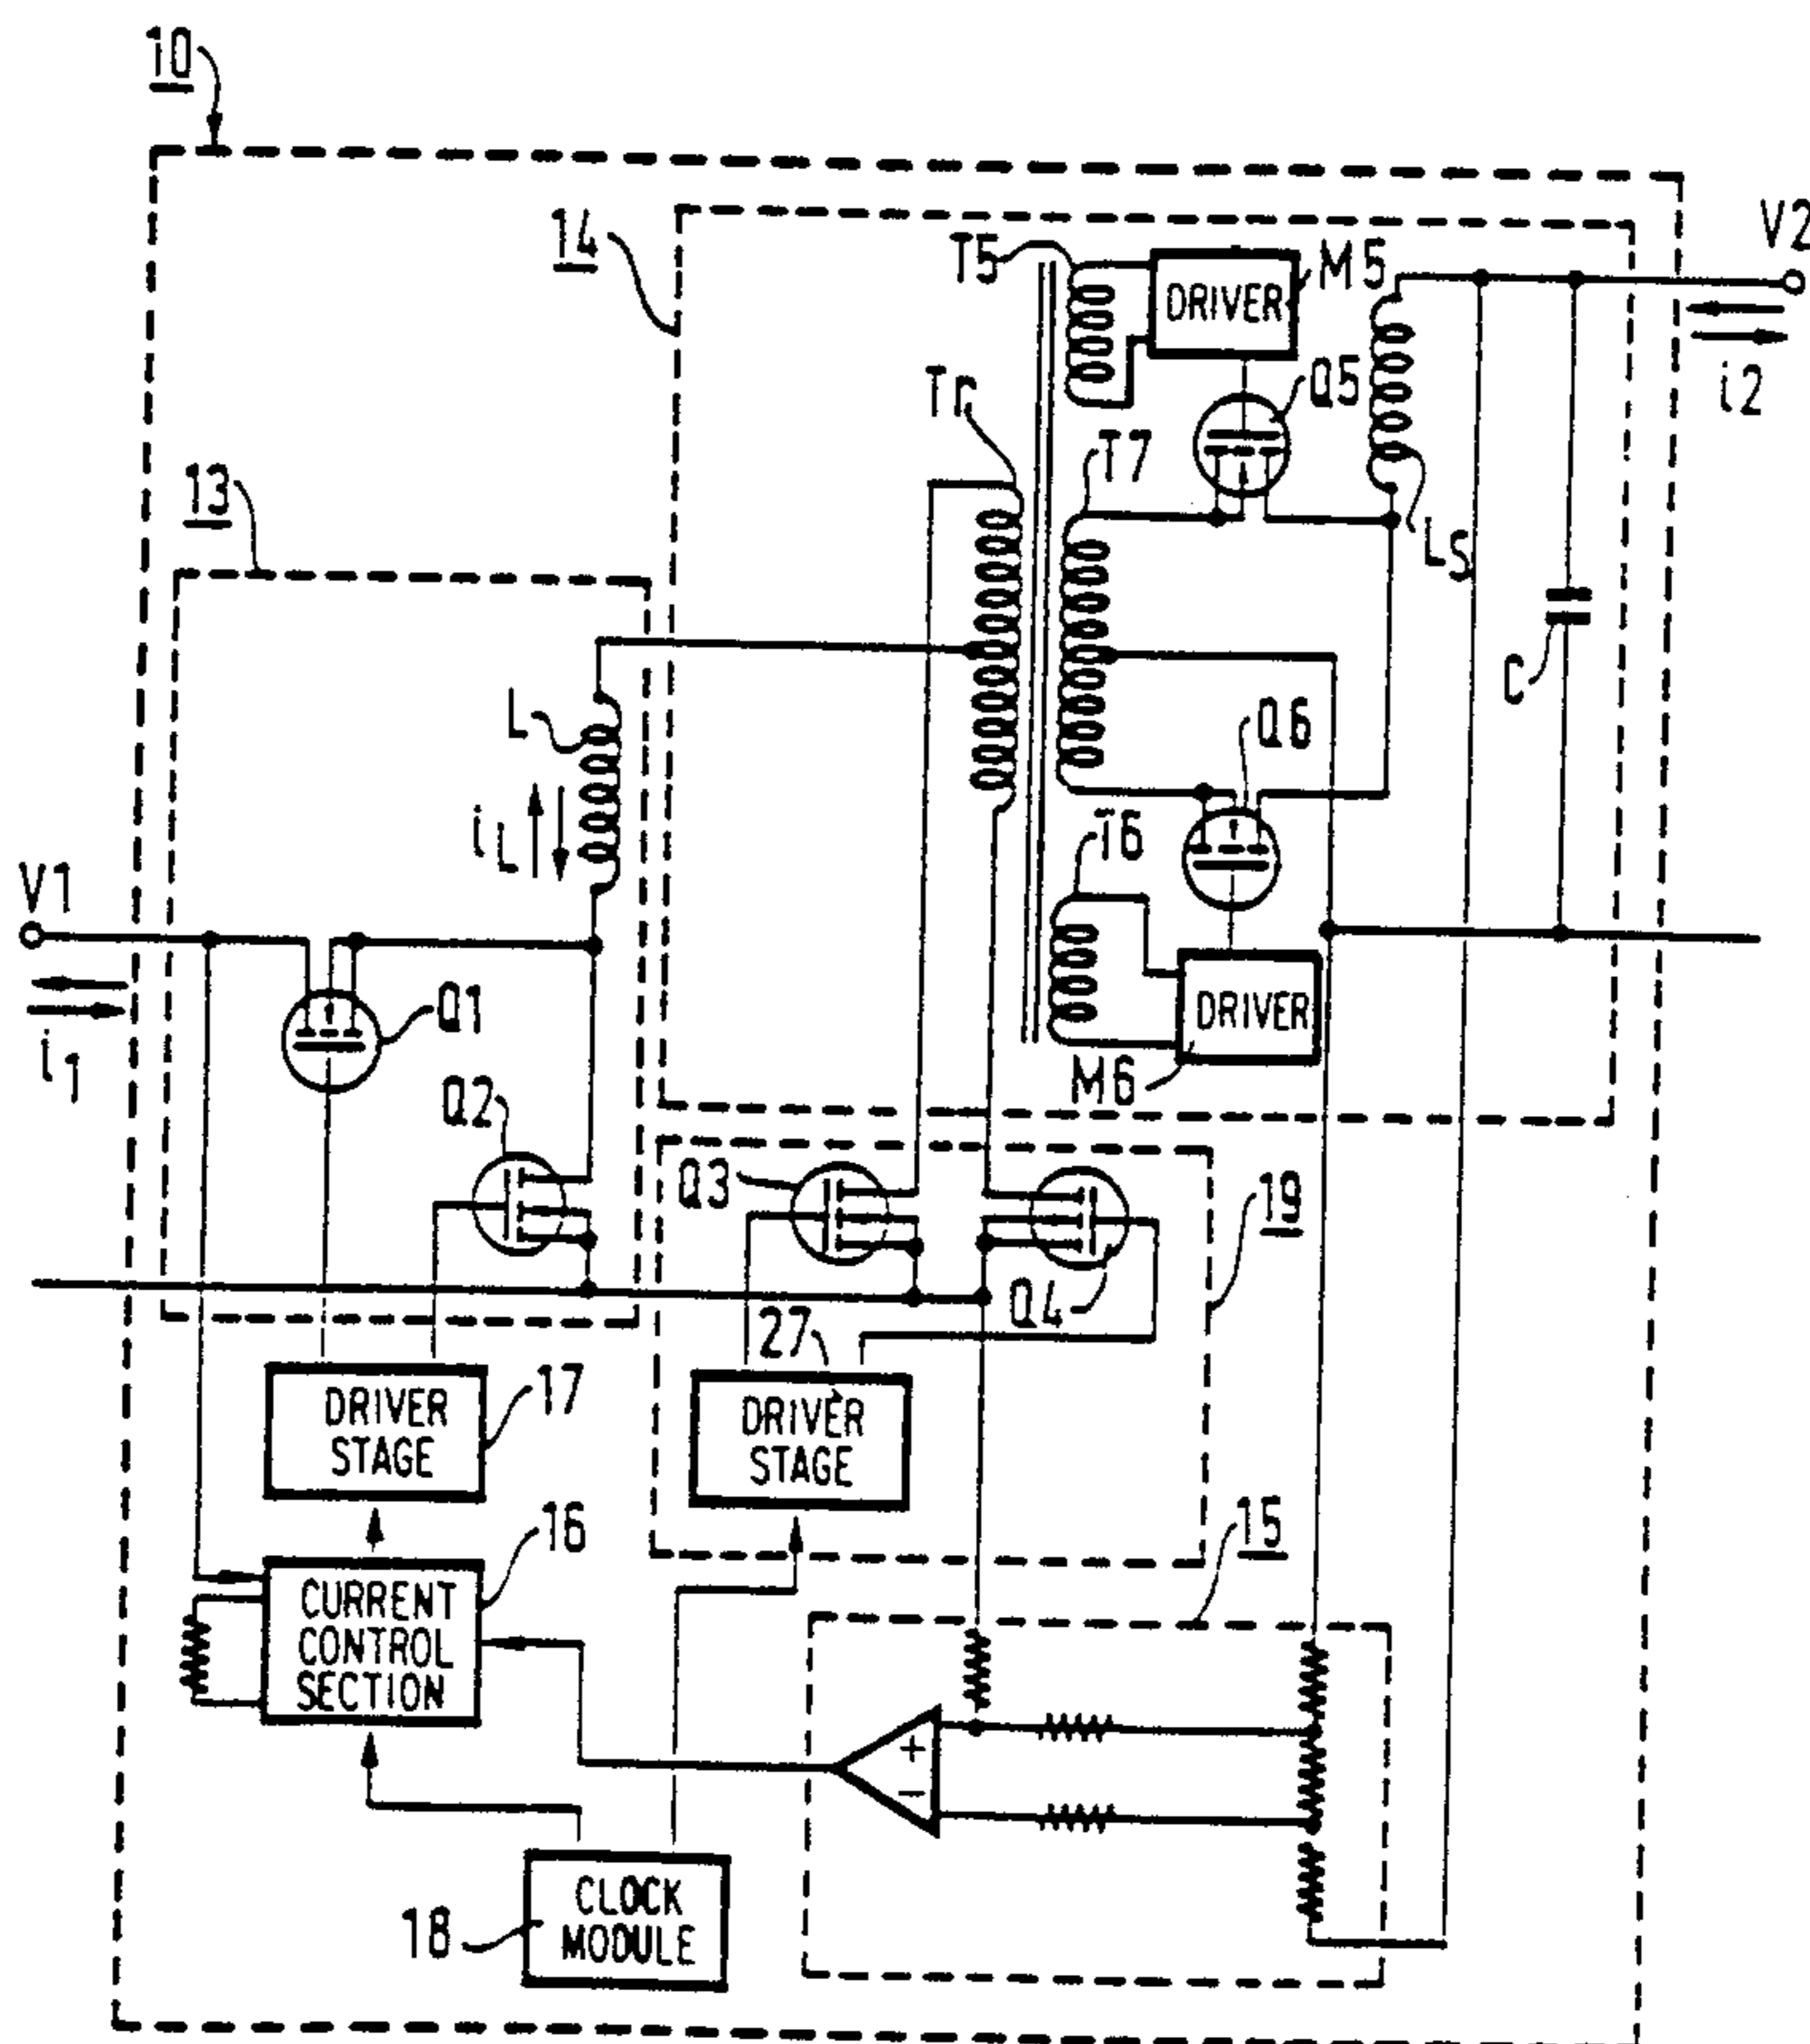 10
14
T5
DRIVER
M5
V2
Tr
Q5
i2
T7
13
LS
L
C
Q6
iL
T6
V1
DRIVER
Q1
i1
M6
Q2
Q3
19
Q4
27
DRIVER
STAGE
17
DRIVER
STAGE
16
15
CURRENT
CONTROL
SECTION
+
−
CLOCK
MODULE
18